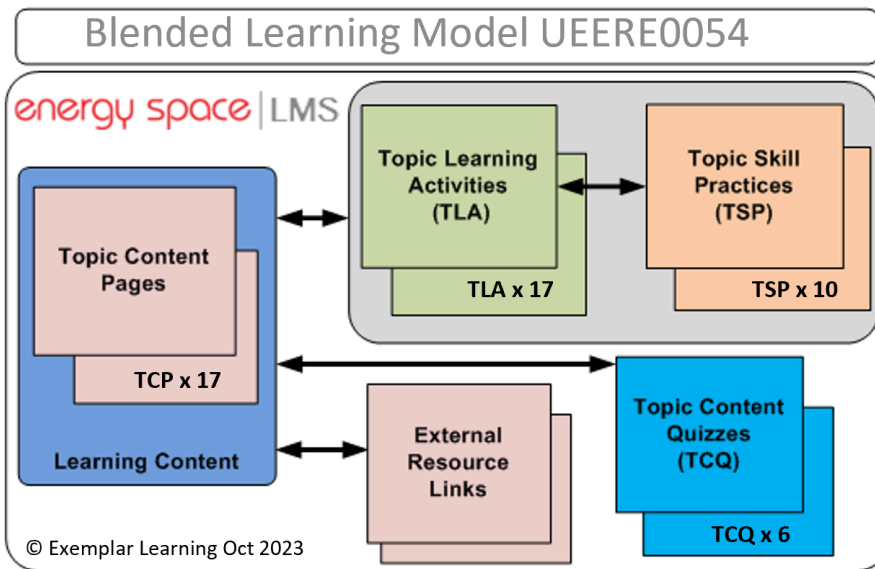 Blended Learning Model UEERE0054
energy space | LMS
Topic Content
Pages
TCP x 17
Learning Content
Topic Learning
Activities
(TLA)
TLA x 17
Topic Skill
Practices
(TSP)
TSP x 10
External
Resource
Links
Topic Content
Quizzes
(TCQ)
TCQ x 6
© Exemplar Learning Oct 2023